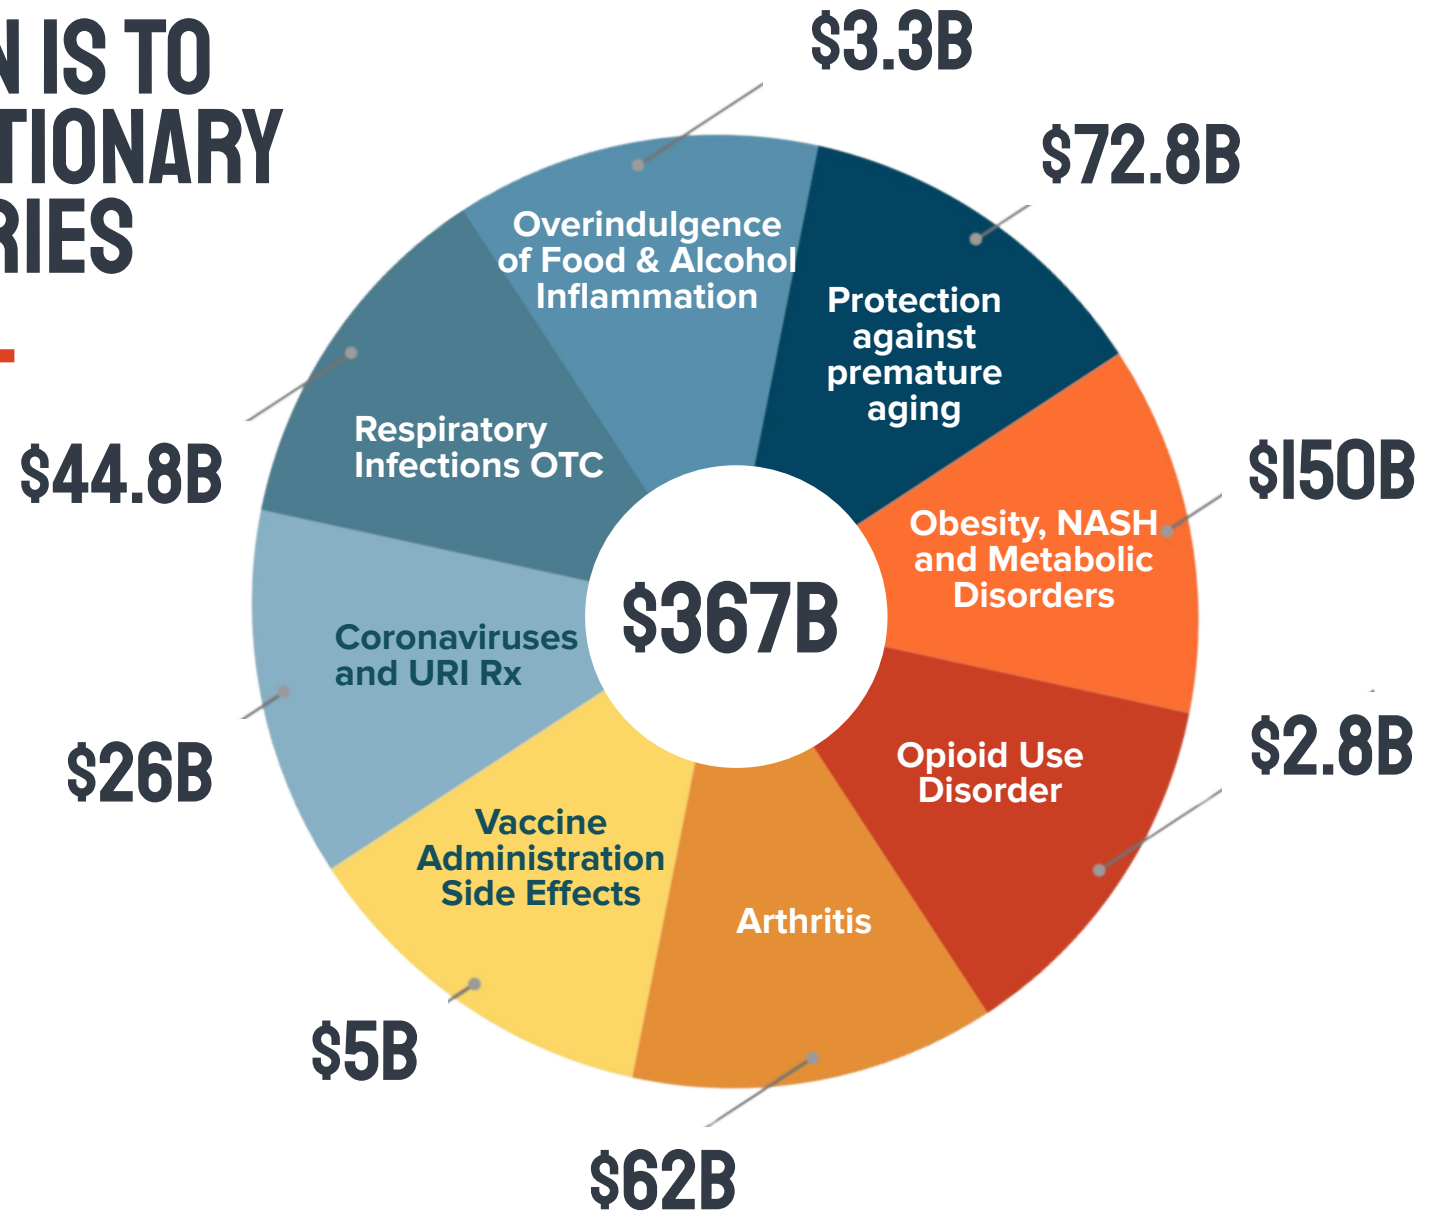 N IS TO
TIONARY
RIES
$3.3B
$72.8B
$150B
$2.8B
$62B
$5B
$26B
$44.8B
Overindulgence
of Food & Alcohol
Inflammation
Protection
against
premature
aging
Obesity, NASH
and Metabolic
Disorders
Opioid Use
Disorder
Arthritis
Vaccine
Administration
Side Effects
Coronaviruses
and URI Rx
Respiratory
Infections OTC
$367B